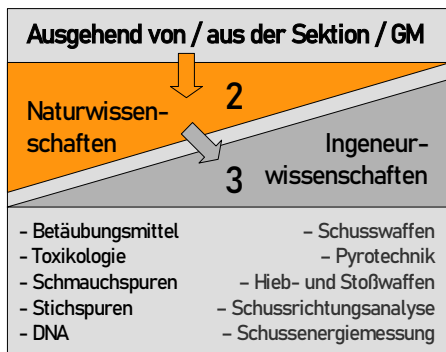 Ausgehend von / aus der Sektion / GM
2
Naturwissen-
schaften
Ingeneur-
wissenschaften
3
– Betäubungsmittel
– Toxikologie
– Schmauchspuren
– Stichspuren
– DNA
– Schusswaffen
– Pyrotechnik
– Hieb- und Stoßwaffen
– Schussrichtungsanalyse
– Schussenergiemessung